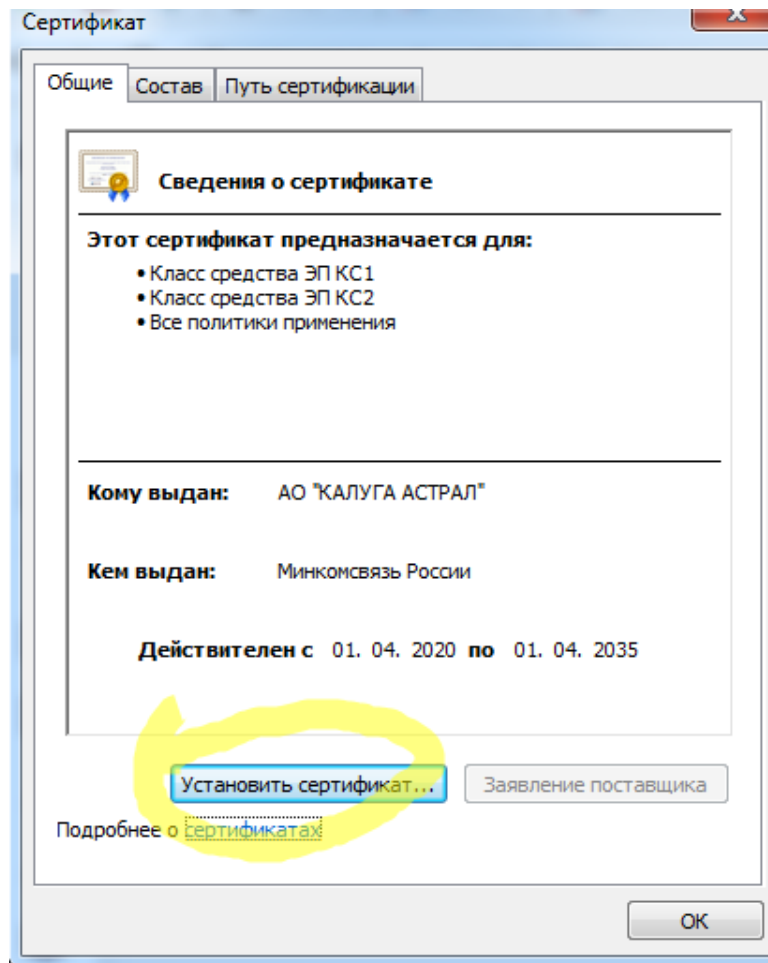 Сертификат
Общие Состав Путь сертификации
Сведения о сертификате
Этот сертификат предназначается для:
• Класс средства ЭП КС1
• Класс средства ЭП КС2
• Все политики применения
Кому выдан: АО "КАЛУГА АСТРАЛ"
Кем выдан: Минкомсвязь России
Действителен с 01. 04. 2020 по 01. 04. 2035
Установить сертификат... Заявление поставщика
Подробнее о сертификатах
ОК